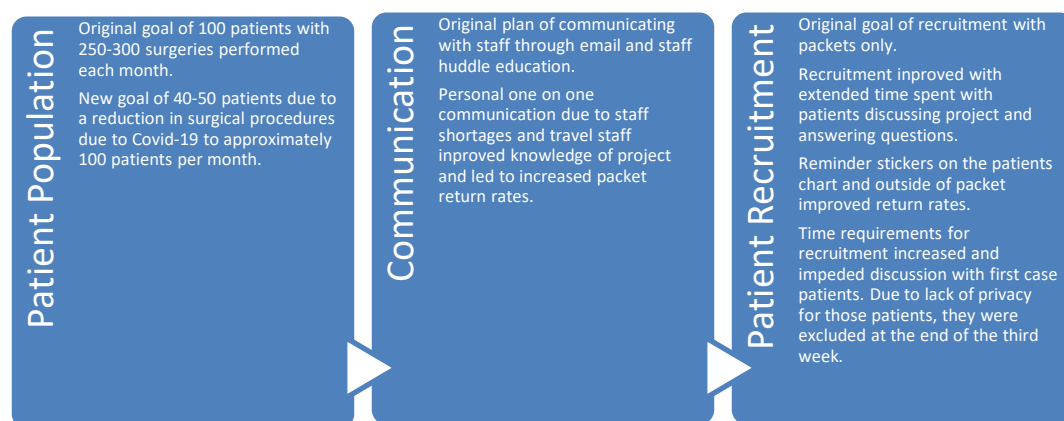 Patient Population
Original goal of 100 patients with
250-300 surgeries performed
each month.
New goal of 40-50 patients due to
a reduction in surgical procedures
due to Covid-19 to approximately
100 patients per month.
Communication
Original plan of communicating
with staff through email and staff
huddle education.
Personal one on one
communication due to staff
shortages and travel staff
inproved knowledge of project
and led to increased packet
return rates.
Patient Recruitment
Original goal of recruitment with
packets only.
Recruitment inproved with
extended time spent with
patients discussing project and
answering questions.
Reminder stickers on the patients
chart and outside of packet
improved return rates.
Time requirements for
recruitment increased and
impeded discussion with first case
patients. Due to lack of privacy
for those patients, they were
excluded at the end of the third
week.